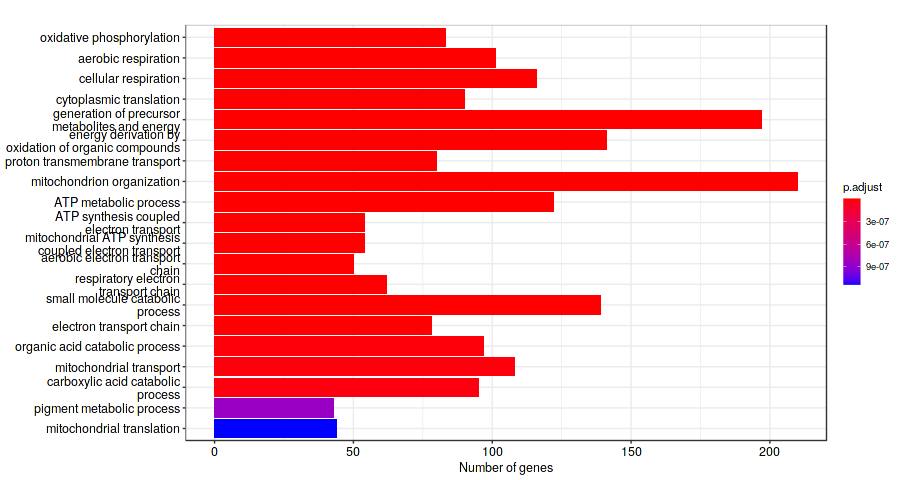 oxidative phosphorylation
aerobic respiration
cellular respiration
cytoplasmic translation
generation of precursor
metabolites and energy
energy derivation by
oxidation of organic compounds
proton transmembrane transport
mitochondrion organization
ATP metabolic process
ATP synthesis coupled
electron transport
mitochondrial ATP synthesis
coupled electron transport
aerobic electron transport
chain
respiratory electron
transport chain
small molecule catabolic
process
electron transport chain
organic acid catabolic process
mitochondrial transport
carboxylic acid catabolic
process
pigment metabolic process
mitochondrial translation
0 50 100 150 200
Number of genes
p.adjust
3e-07
6e-07
9e-07